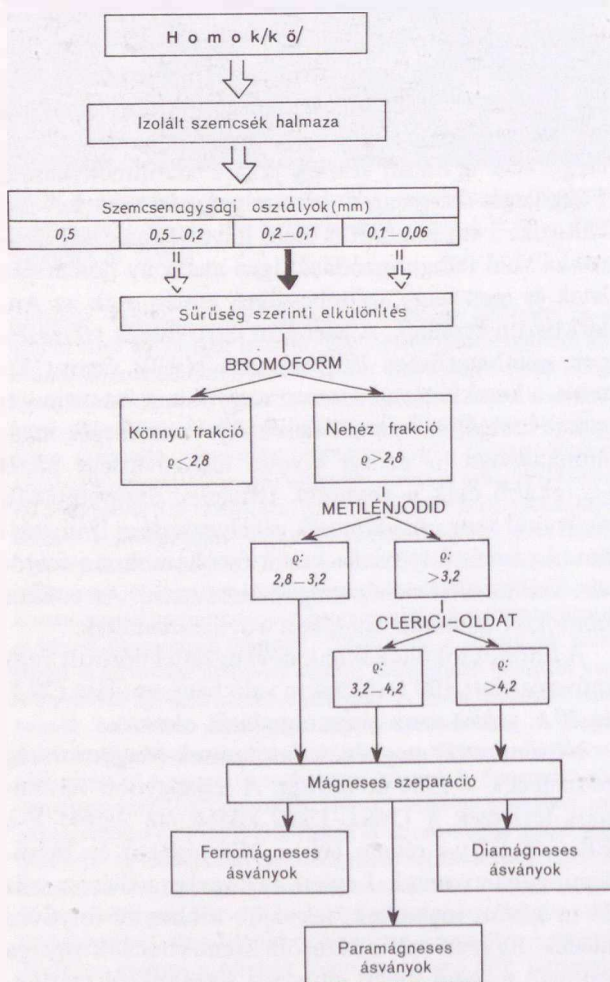 Homok/kő/
Izolált szemcsék halmaza
Szemcsenagysági osztályok (mm)
0,5 0,5–0,2 0,2–0,1 0,1–0,06
Sűrűség szerinti elkülönítés
BROMOFORM
Könnyű frakció
ϱ<2,8
Nehéz frakció
ϱ>2,8
METILÉNJODID
ϱ:
2,8–3,2
ϱ:
>3,2
CLERICI–OLDAT
ϱ:
3,2–4,2
ϱ:
>4,2
Mágneses szeparáció
Ferromágneses
ásványok
Diamágneses
ásványok
Paramágneses
ásványok